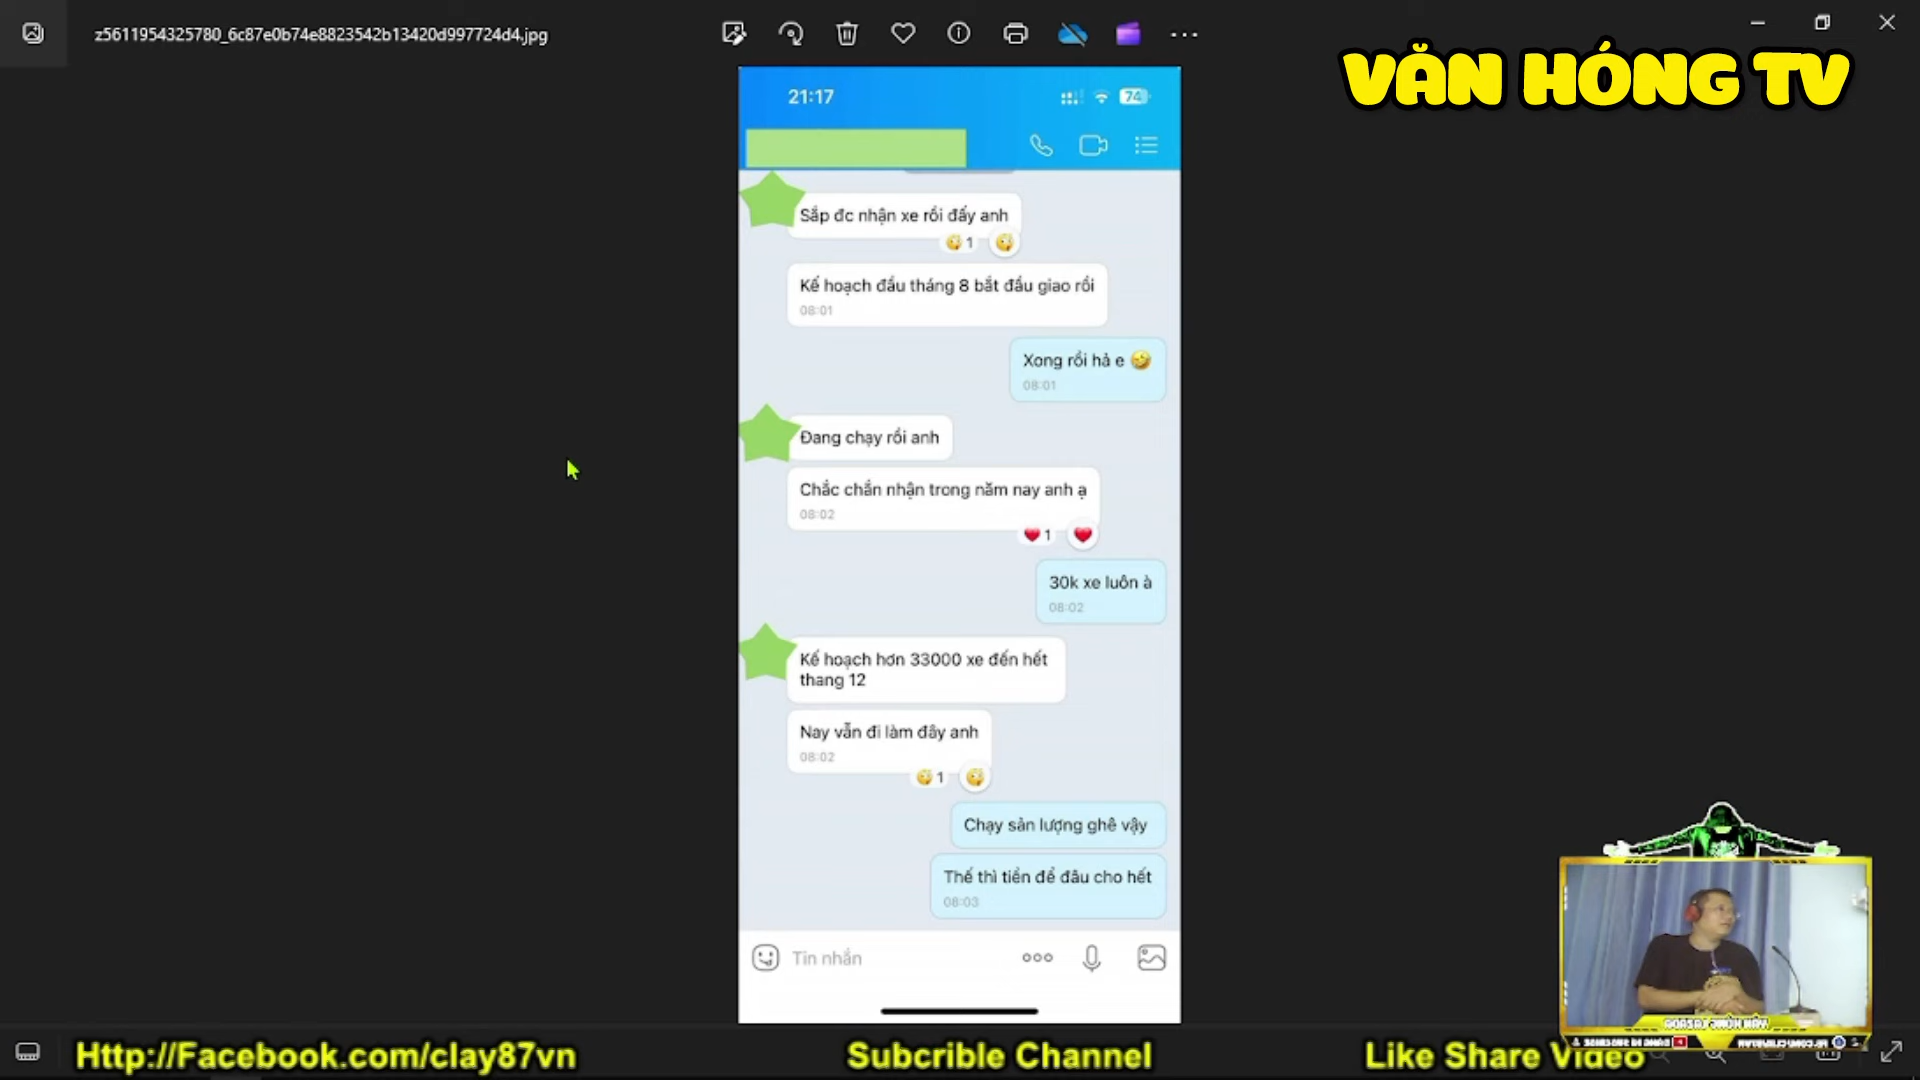 z5611954325780_6c87e0b74e8823542b13420d997724d4.jpg
VĂN HÓNG TV
21:17
74
Sắp đc nhận xe rồi đấy anh
1
Kế hoạch đầu tháng 8 bắt đầu giao rồi
08:01
Xong rồi hả e
08:01
Đang chạy rồi anh
Chắc chắn nhận trong năm nay anh ạ
08:02
1
30k xe luôn à
08:02
Kế hoạch hơn 33000 xe đến hết
thang 12
Nay vẫn đi làm đây anh
08:02
1
Chạy sản lượng ghê vậy
Thế thì tiền để đâu cho hết
08:03
Tin nhắn
Http://Facebook.com/clay87vn
Subcrible Channel
Like Share Video